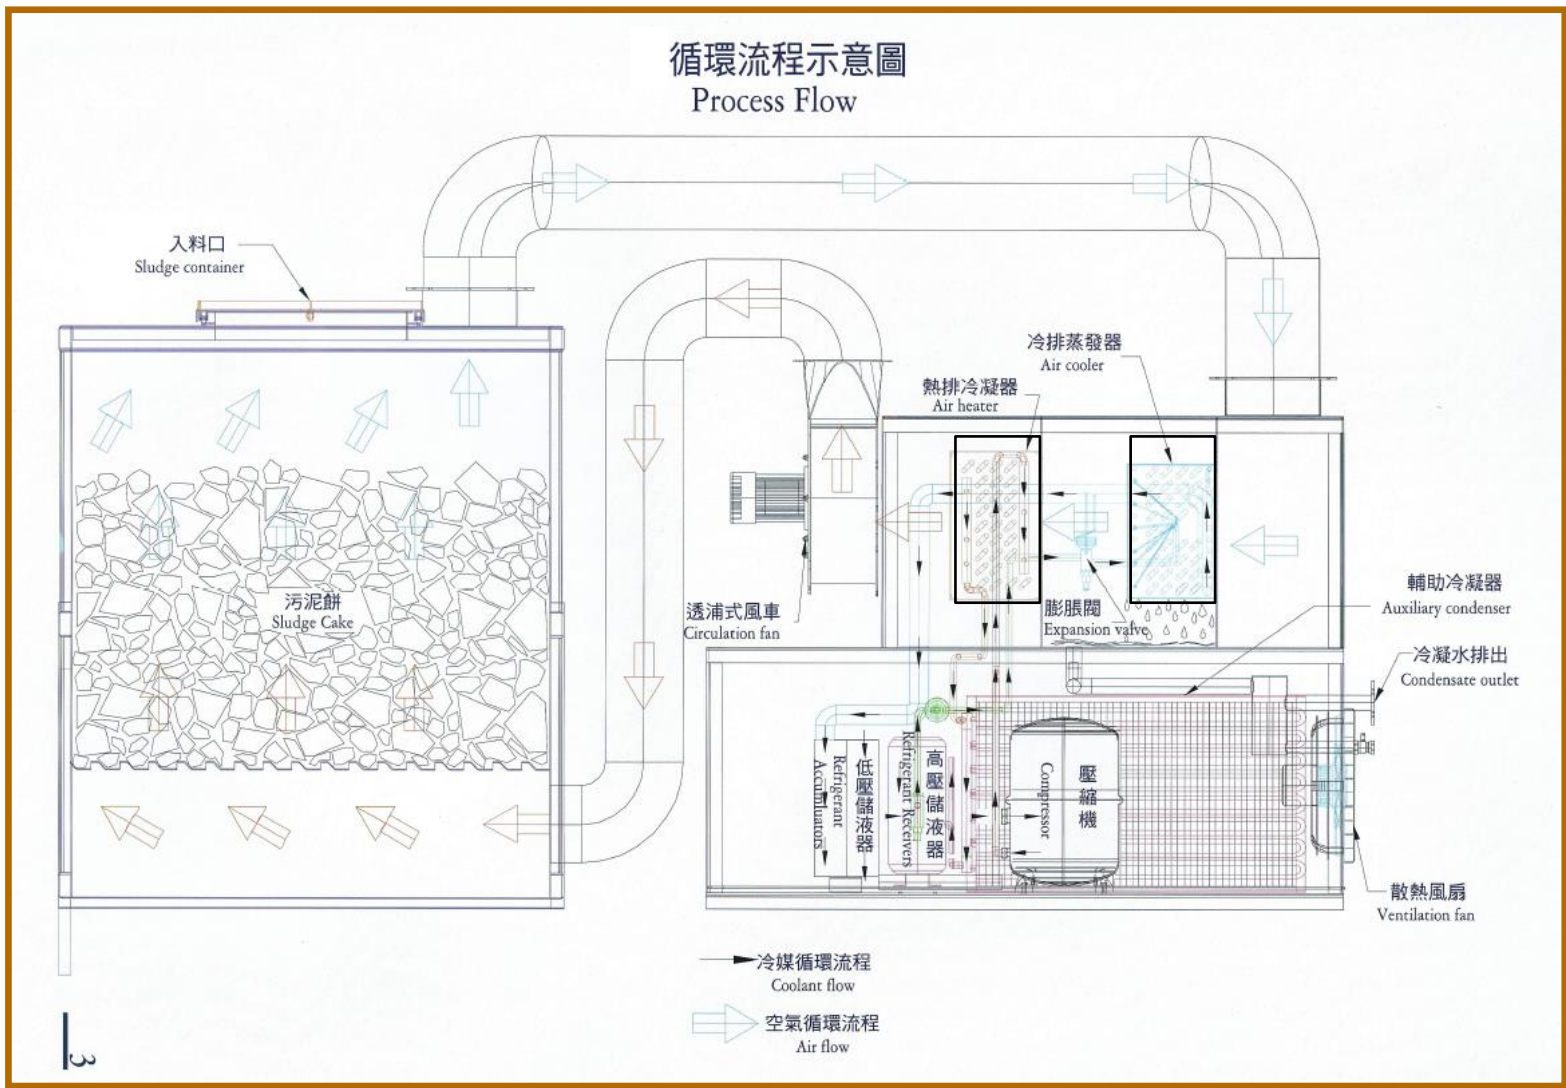 循環流程示意圖
Process Flow
入料口
Sludge container
冷排蒸發器
Air cooler
熱排冷凝器
Air heater
污泥餅
Sludge Cake
透浦式風車
Circulation fan
膨脹閥
Expansion valve
輔助冷凝器
Auxiliary condenser
冷凝水排出
Condensate outlet
低壓儲液器
Refrigerant
Accumuluators
高壓儲液器
Refrigerant Receivers
壓縮機
Compressor
散熱風扇
Ventilation fan
冷媒循環流程
Coolant flow
空氣循環流程
Air flow
3